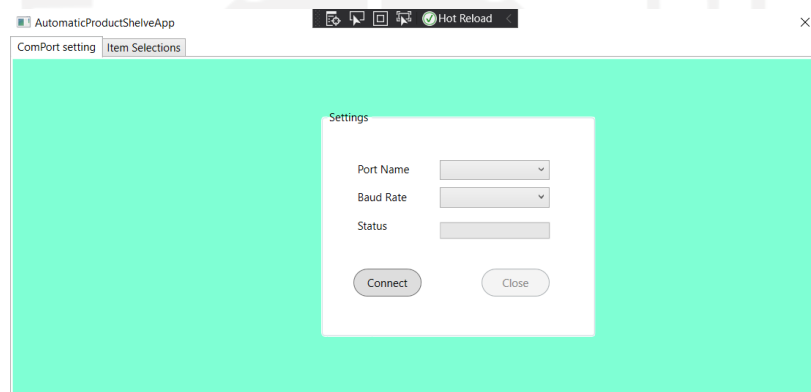 AutomaticProductShelveApp
Hot Reload
ComPort setting
Item Selections
Settings
Port Name
Baud Rate
Status
Connect
Close